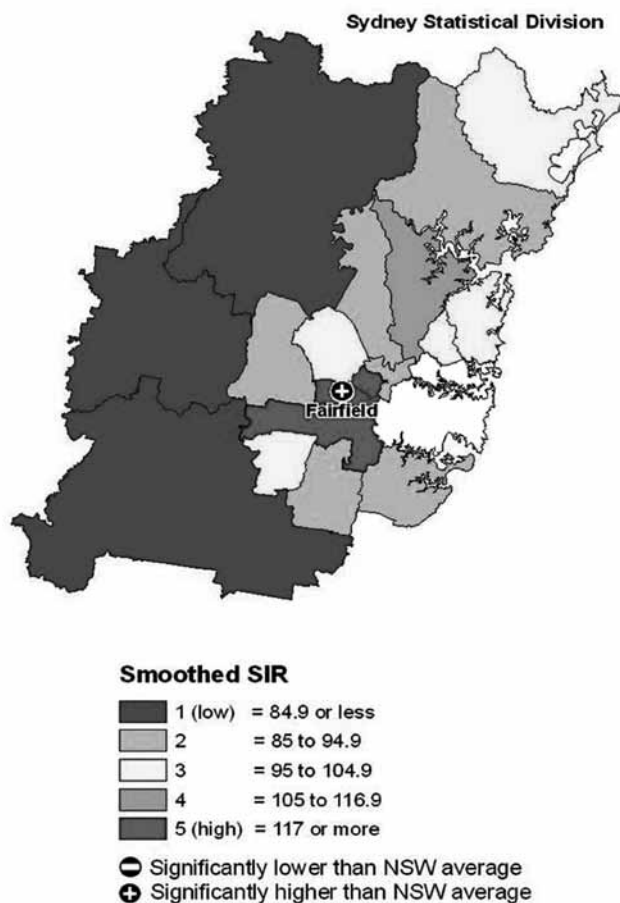 Sydney Statistical Division
Fairfield
Smoothed SIR
1 (low) = 84.9 or less
2 = 85 to 94.9
3 = 95 to 104.9
4 = 105 to 116.9
5 (high) = 117 or more
Significantly lower than NSW average
Significantly higher than NSW average